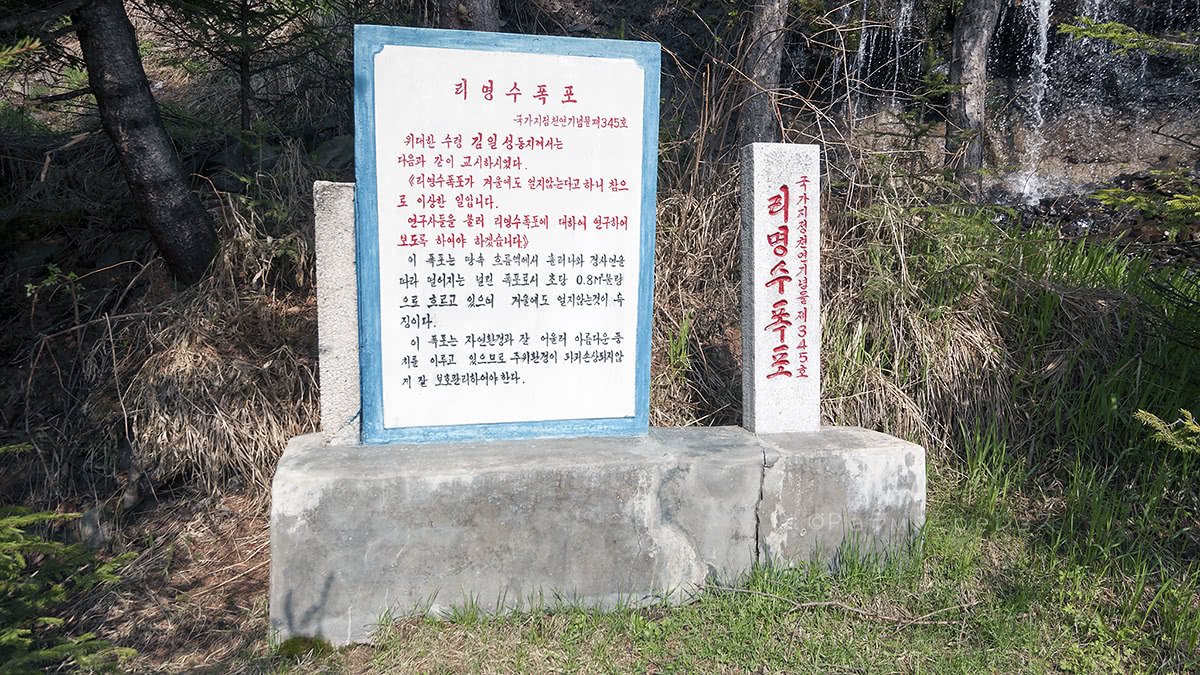 리명수폭포
국가지정천연기념물제345호
위대한 수령 김일성동지께서는
다음과 같이 교시하시였다.
《리명수폭포가 겨울에도 얼지않는다고하니 참으
로 이상한 일입니다.
연구사들을 불러 리명수폭포에 대하여 연구하여
보도록 하여야 하겠습니다》
이 폭포는 땅속 흐름역에서 흘러나와 경사면을
따라 떨어지는 널린 폭포로서 초당 0.8M³물량
으로 흐르고 있으며 겨울에도 얼지않는것이 특
징이다.
이 폭포는 자연환경과 잘 어울려 아름다운 풍
치를 이루고 있으므로 주위환경이 되지
게 잘 보호관리하여야 한다.
리명수폭포
국가지정천연기념물제345호